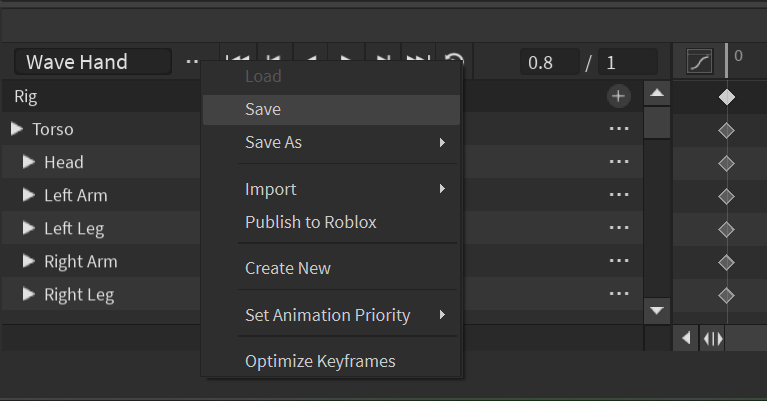 Wave Hand ... 0.8 / 1 0
Load
Rig
Save
Torso ...
Save As
Head ...
Import
Left Arm ...
Publish to Roblox
Left Leg ...
Create New
Right Arm ...
Right Leg ...
Set Animation Priority
Optimize Keyframes